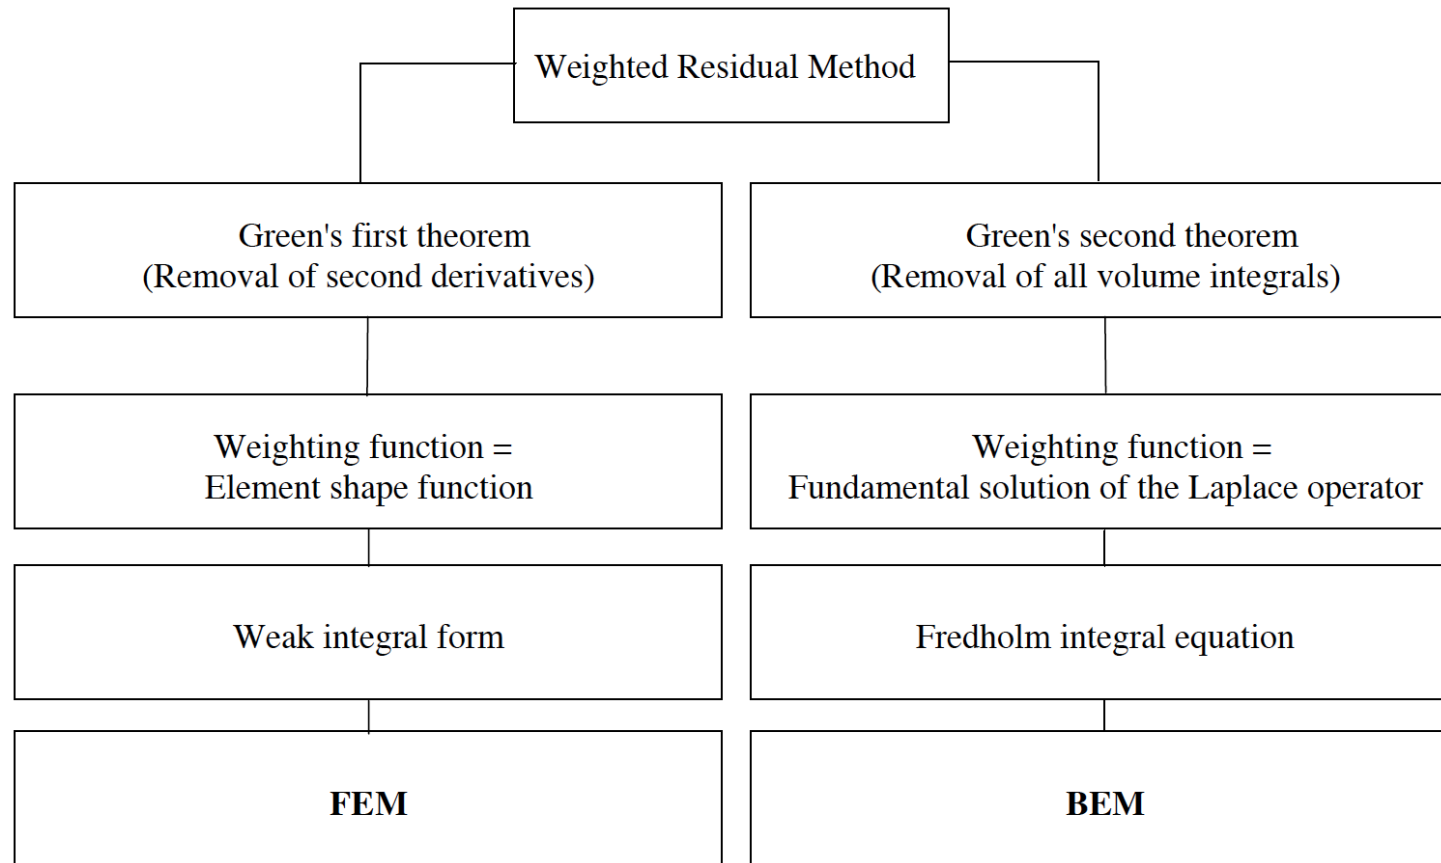 Weighted Residual Method
Green's first theorem
(Removal of second derivatives)
Green's second theorem
(Removal of all volume integrals)
Weighting function =
Element shape function
Weighting function =
Fundamental solution of the Laplace operator
Weak integral form
Fredholm integral equation
FEM
BEM